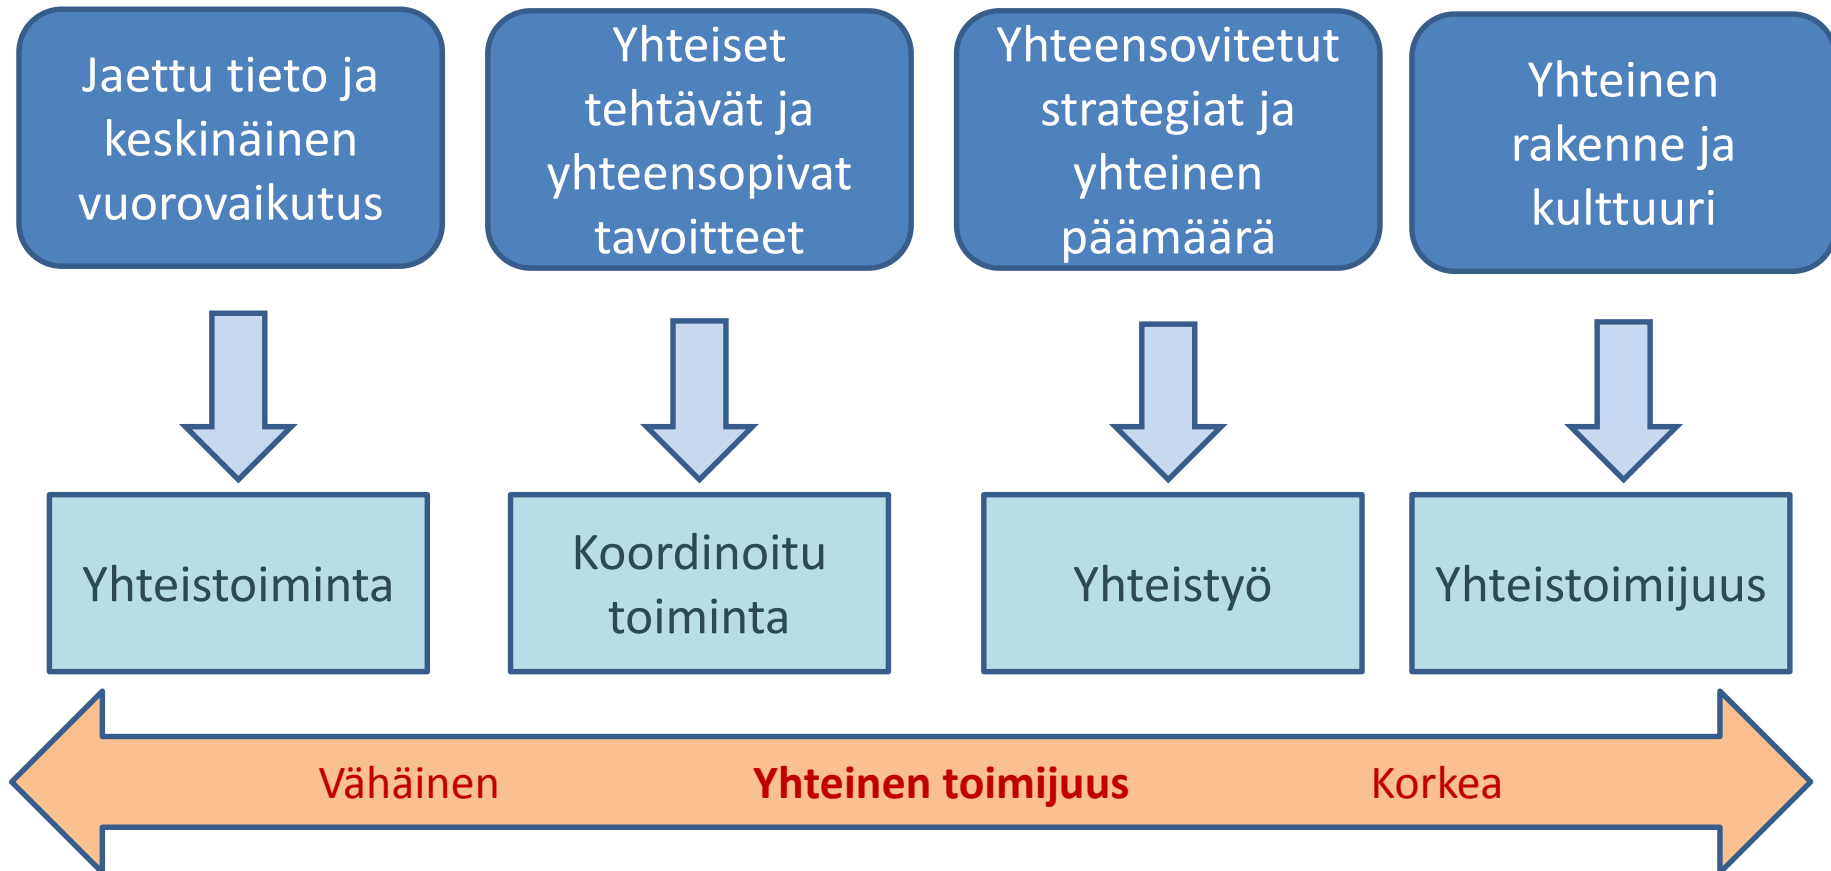 Jaettu tieto ja
keskinäinen
vuorovaikutus
Yhteiset
tehtävät ja
yhteensopivat
tavoitteet
Yhteensovitetut
strategiat ja
yhteinen
päämäärä
Yhteinen
rakenne ja
kulttuuri
Yhteistoiminta
Koordinoitu
toiminta
Yhteistyö
Yhteistoimijuus
Vähäinen
Yhteinen toimijuus
Korkea